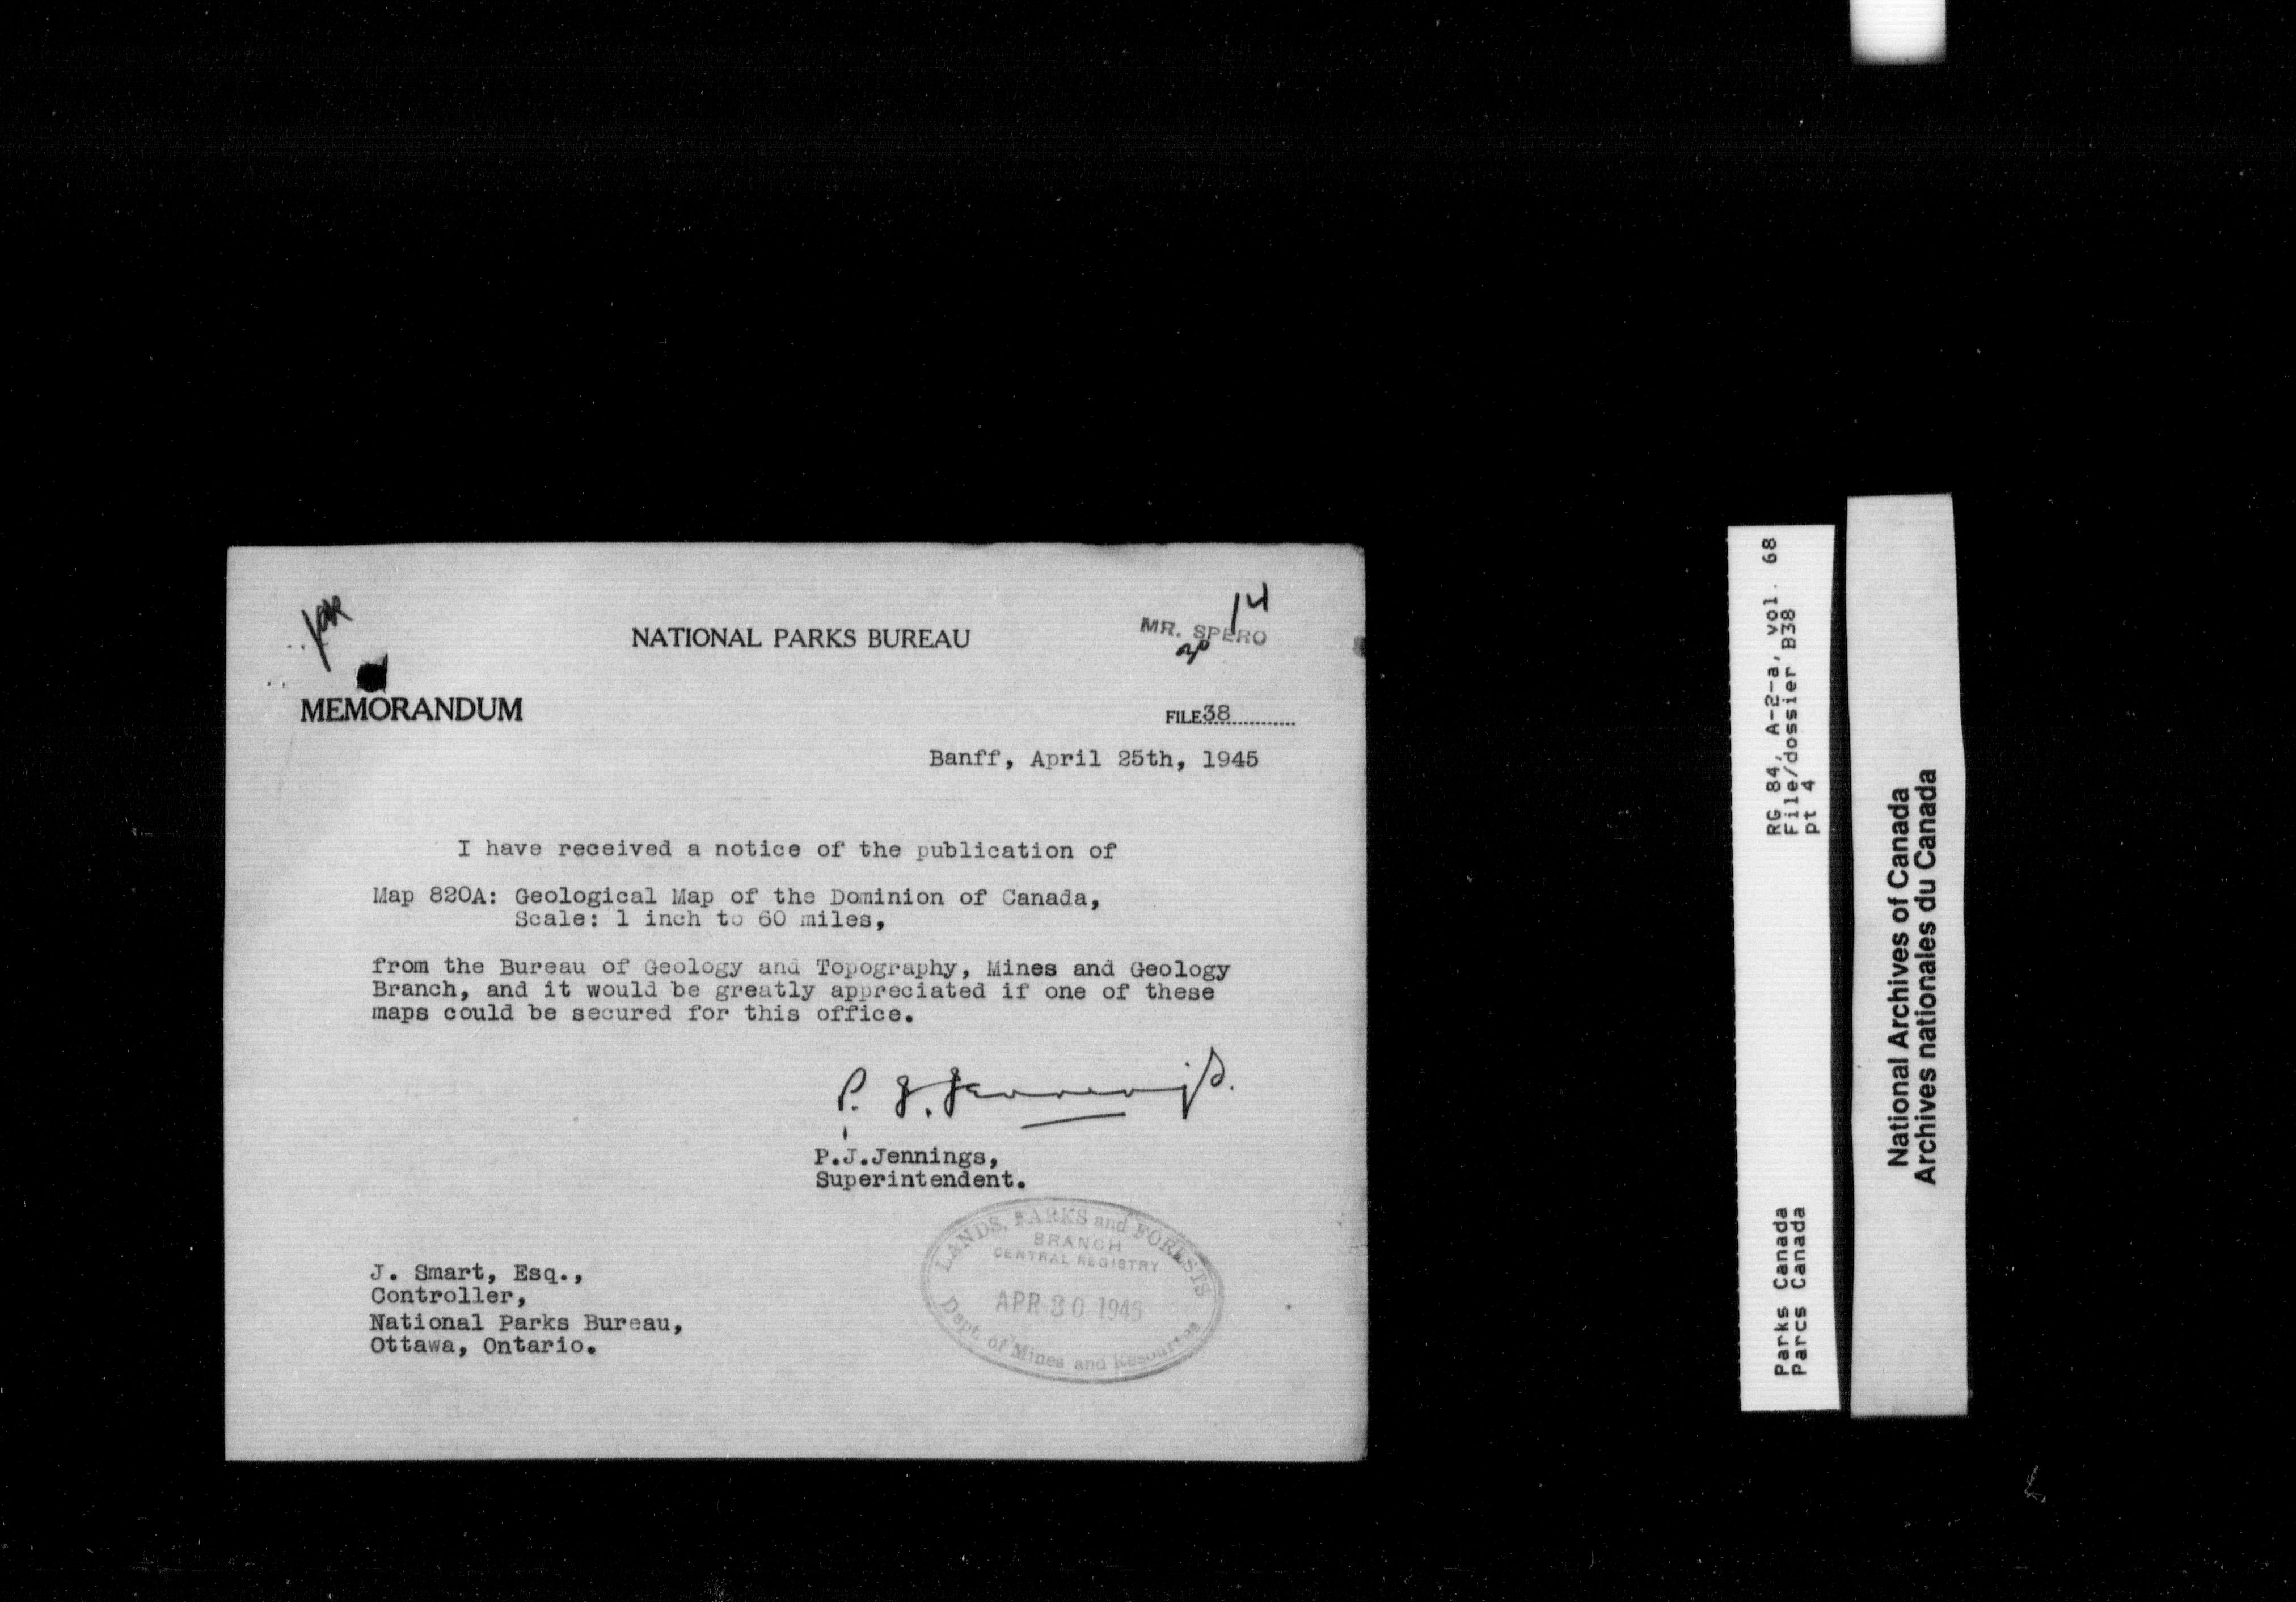 14
NATIONAL PARKS BUREAU
MR. SPERO
MEMORANDUM
FILE 38
Banff, April 25th, 1945
I have received a notice of the publication of
Map 820A: Geological Map of the Dominion of Canada,
Scale: 1 inch to 60 miles,
from the Bureau of Geology and Topography, Mines and Geology
Branch, and it would be greatly appreciated if one of these
maps could be secured for this office.
P. J. Jennings.
P.J.Jennings,
Superintendent.
LANDS, PARKS and FORESTS
BRANCH
CENTRAL REGISTRY
APR 30 1945
Dept. of Mines and Resources
J. Smart, Esq.,
Controller,
National Parks Bureau,
Ottawa, Ontario.
RG 84, A-2-a, vol. 68
File/dossier B38
pt 4
Parks Canada
Parcs Canada
National Archives of Canada
Archives nationales du Canada